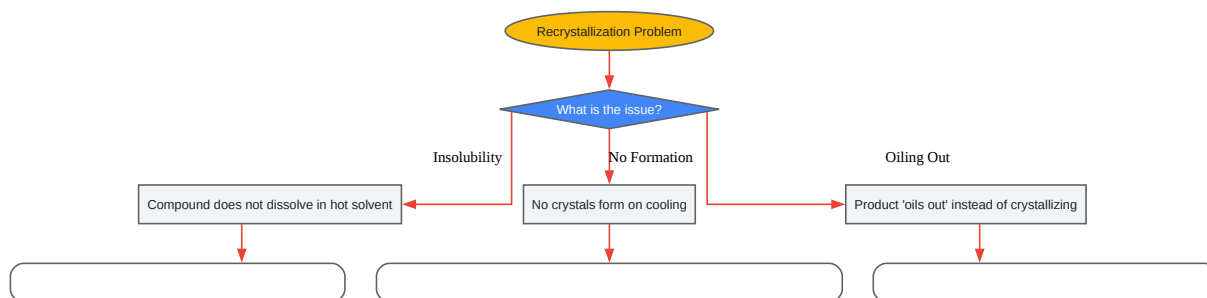 Recrystallization Problem
What is the issue?
Insolubility
No Formation
Oiling Out
Compound does not dissolve in hot solvent
No crystals form on cooling
Product 'oils out' instead of crystallizing